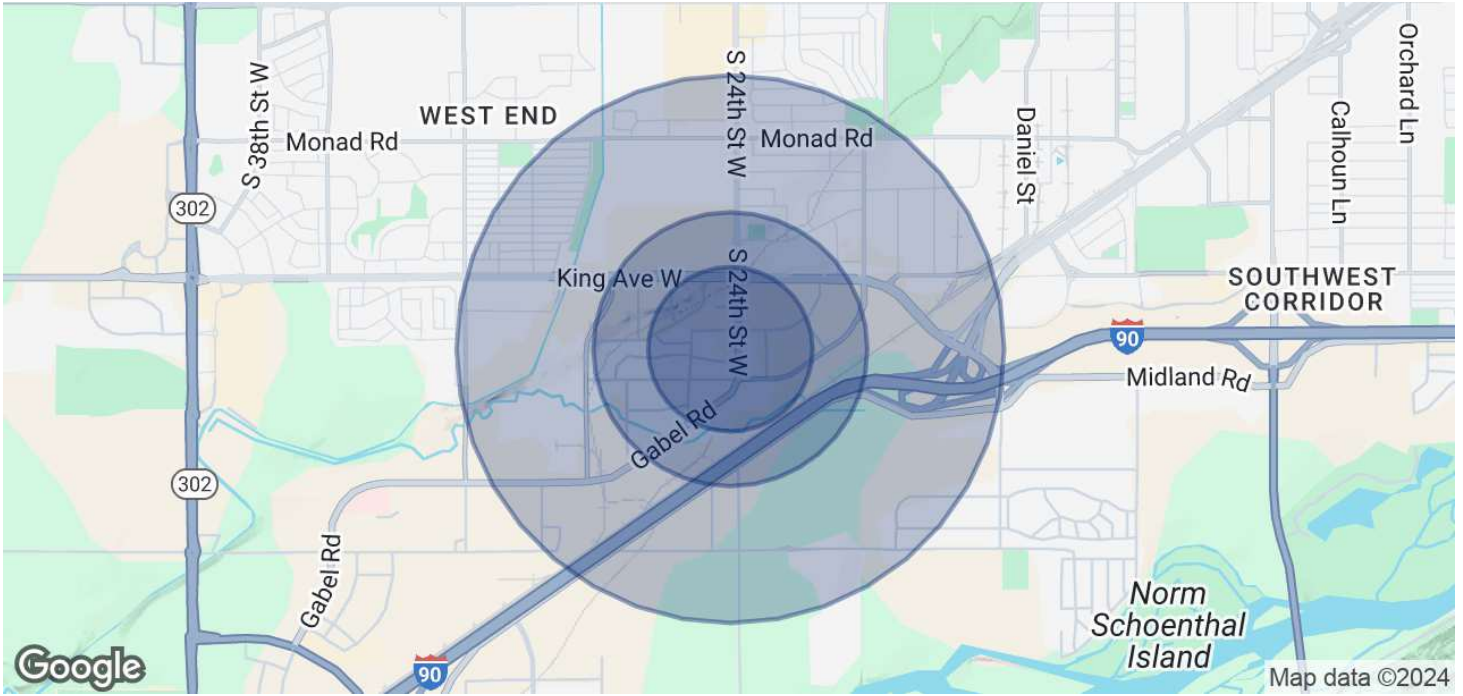 Orchard Ln
S 24th St W
S 38th St W
WEST END
Monad Rd
Monad Rd
Daniel St
Calhoun Ln
302
King Ave W
S 24th St W
SOUTHWEST
CORRIDOR
90
Midland Rd
Gabel Rd
302
Gabel Rd
Norm
Schoenthal
Island
90
Google
Map data ©2024